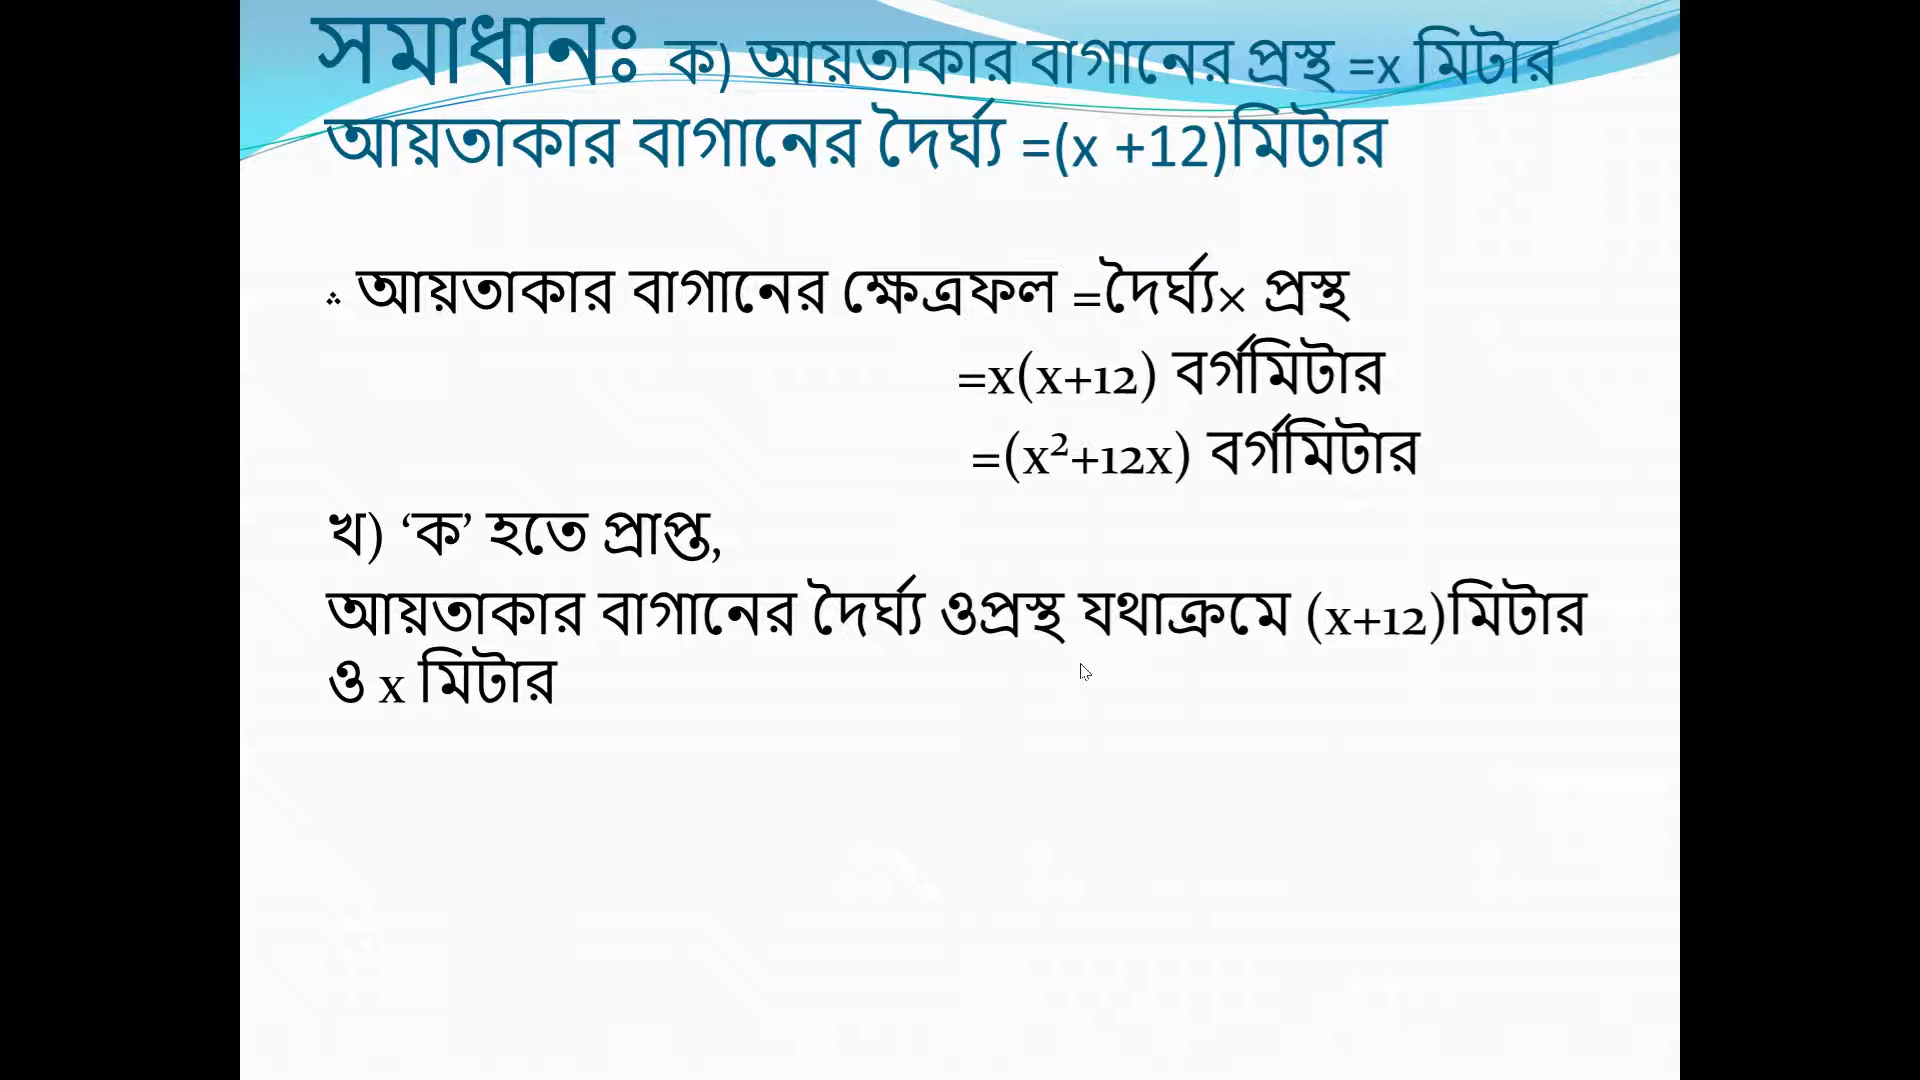 সমাধানঃ ক) আয়তাকার বাগানের প্রস্থ =x মিটার
আয়তাকার বাগানের দৈর্ঘ্য =(x +12)মিটার
∴ আয়তাকার বাগানের ক্ষেত্রফল =দৈর্ঘ্য× প্রস্থ
=x(x+12) বর্গমিটার
=(x²+12x) বর্গমিটার
খ) ‘ক’ হতে প্রাপ্ত,
আয়তাকার বাগানের দৈর্ঘ্য ওপ্রস্থ যথাক্রমে (x+12)মিটার
ও x মিটার